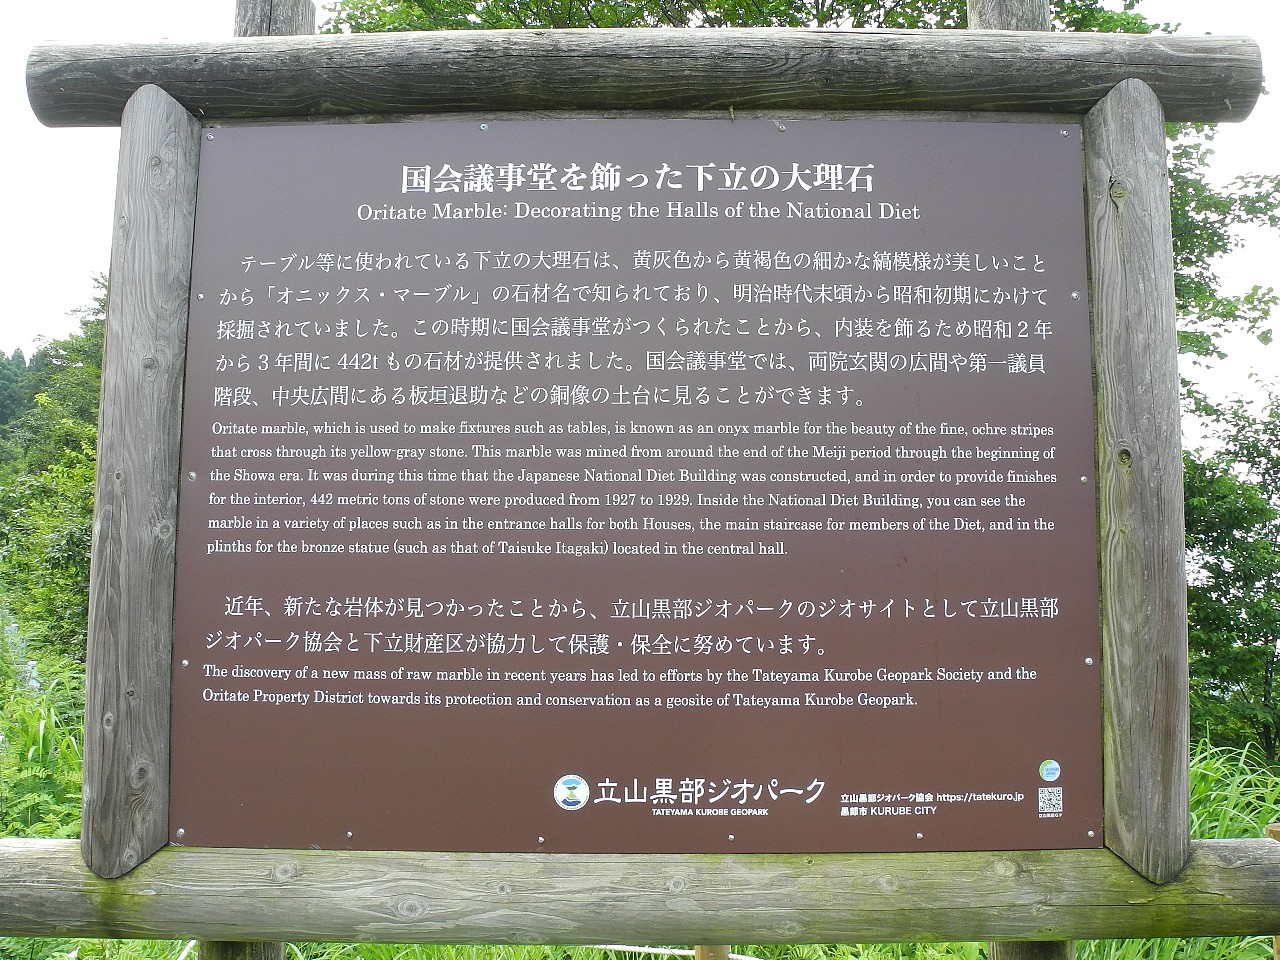 国会議事堂を飾った下立の大理石
Oritate Marble: Decorating the Halls of the National Diet
テーブル等に使われている下立の大理石は、黄灰色から黄褐色の細かな縞模様が美しいこと
から「オニックス・マーブル」の石材名で知られており、明治時代末頃から昭和初期にかけて
採掘されていました。この時期に国会議事堂がつくられたことから、内装を飾るため昭和２年
から３年間に 442t もの石材が提供されました。国会議事堂では、両院玄関の広間や第一議員
階段、中央広間にある板垣退助などの銅像の土台に見ることができます。
Oritate marble, which is used to make fixtures such as tables, is known as an onyx marble for the beauty of the fine, ochre stripes
that cross through its yellow-gray stone. This marble was mined from around the end of the Meiji period through the beginning of
the Showa era. It was during this time that the Japanese National Diet Building was constructed, and in order to provide finishes
for the interior, 442 metric tons of stone were produced from 1927 to 1929. Inside the National Diet Building, you can see the
marble in a variety of places such as in the entrance halls for both Houses, the main staircase for members of the Diet, and in the
plinths for the bronze statue (such as that of Taisuke Itagaki) located in the central hall.
近年、新たな岩体が見つかったことから、立山黒部ジオパークのジオサイトとして立山黒部
ジオパーク協会と下立財産区が協力して保護・保全に努めています。
The discovery of a new mass of raw marble in recent years has led to efforts by the Tateyama Kurobe Geopark Society and the
Oritate Property District towards its protection and conservation as a geosite of Tateyama Kurobe Geopark.
立山黒部ジオパーク
TATEYAMA KUROBE GEOPARK
立山黒部ジオパーク協会 https://tatekuro.jp
黒部市 KURUBE CITY